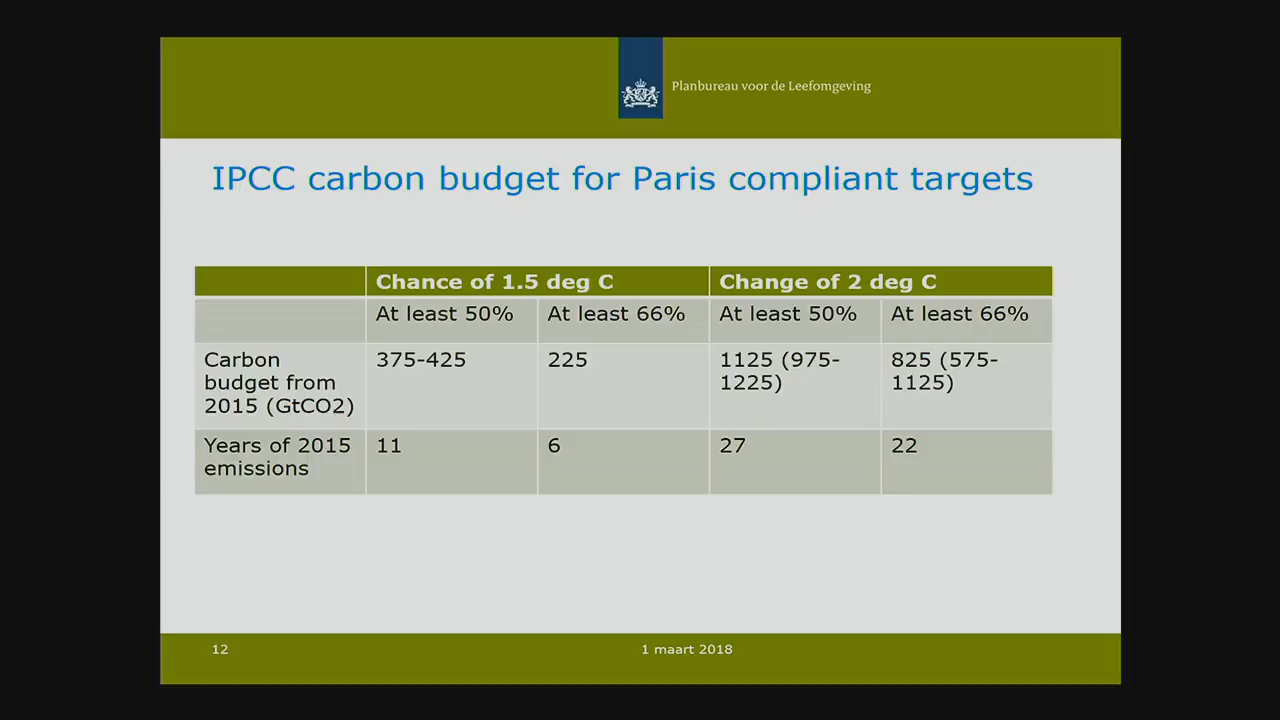 Planbureau voor de Leefomgeving
IPCC carbon budget for Paris compliant targets
Chance of 1.5 deg C Change of 2 deg C
At least 50% At least 66% At least 50% At least 66%
Carbon budget from 2015 (GtCO2) 375-425 225 1125 (975-1225) 825 (575-1125)
Years of 2015 emissions 11 6 27 22
12 1 maart 2018